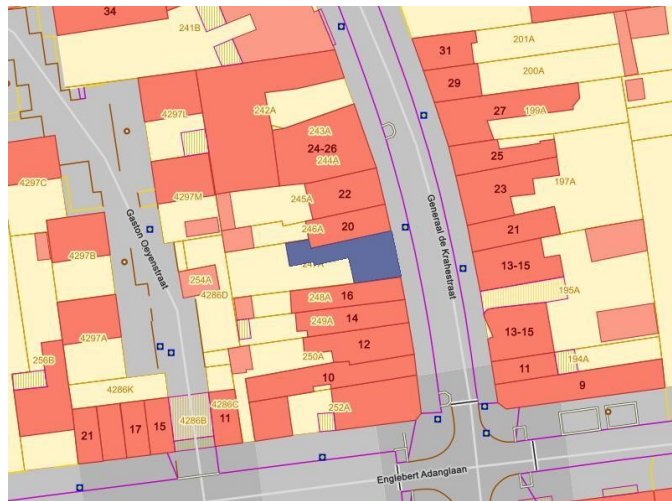 34
241B
31
201A
29
200A
4297L
242A
243A
24-26
244A
27
199A
25
4297C
4297M
245A
22
23
197A
246A
20
21
4297B
Gaston Oeyenstraat
Generaal de Krahestraat
13-15
254A
4286D
248A
16
195A
249A
14
13-15
4297A
256B
250A
12
11
194A
10
9
4286K
4286C
252A
21
17
15
4286B
11
Englebert Adanglaan